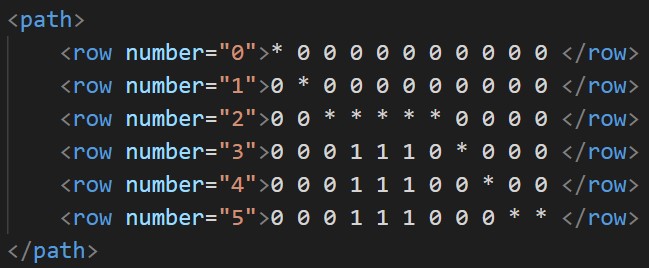 <path>
<row number="0">* 0 0 0 0 0 0 0 0 0 0 </row>
<row number="1">0 * 0 0 0 0 0 0 0 0 0 </row>
<row number="2">0 0 * * * * * 0 0 0 0 </row>
<row number="3">0 0 0 1 1 1 0 * 0 0 0 </row>
<row number="4">0 0 0 1 1 1 0 0 * 0 0 </row>
<row number="5">0 0 0 1 1 1 0 0 0 * * </row>
</path>